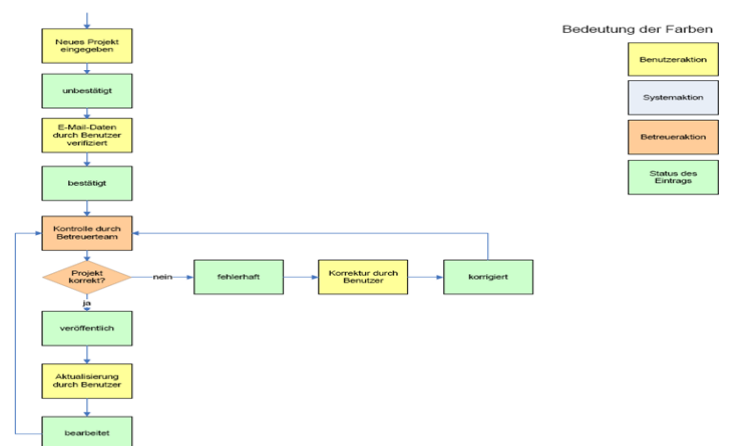 Bedeutung der Farben
Neues Projekt
eingegeben
Benutzeraktion
unbestätigt
Systemaktion
E-Mail-Daten
durch Benutzer
verifiziert
Betreueraktion
bestätigt
Status des
Eintrags
Kontrolle durch
Betreuerteam
Projekt
korrekt?
nein
fehlerhaft
Korrektur durch
Benutzer
korrigiert
ja
veröffentlich
Aktualisierung
durch Benutzer
bearbeitet